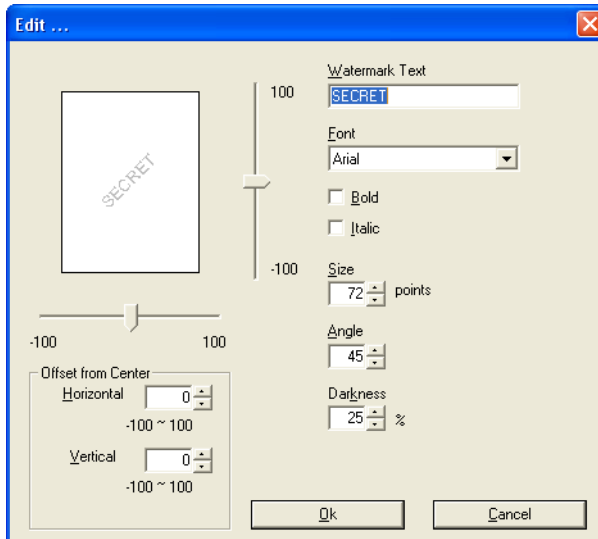 Edit ...
SECRET
100
-100
-100
100
Offset from Center
Horizontal
0
-100 ~ 100
Vertical
0
-100 ~ 100
Watermark Text
SECRET
Font
Arial
Bold
Italic
Size
72 points
Angle
45
Darkness
25 %
Ok
Cancel